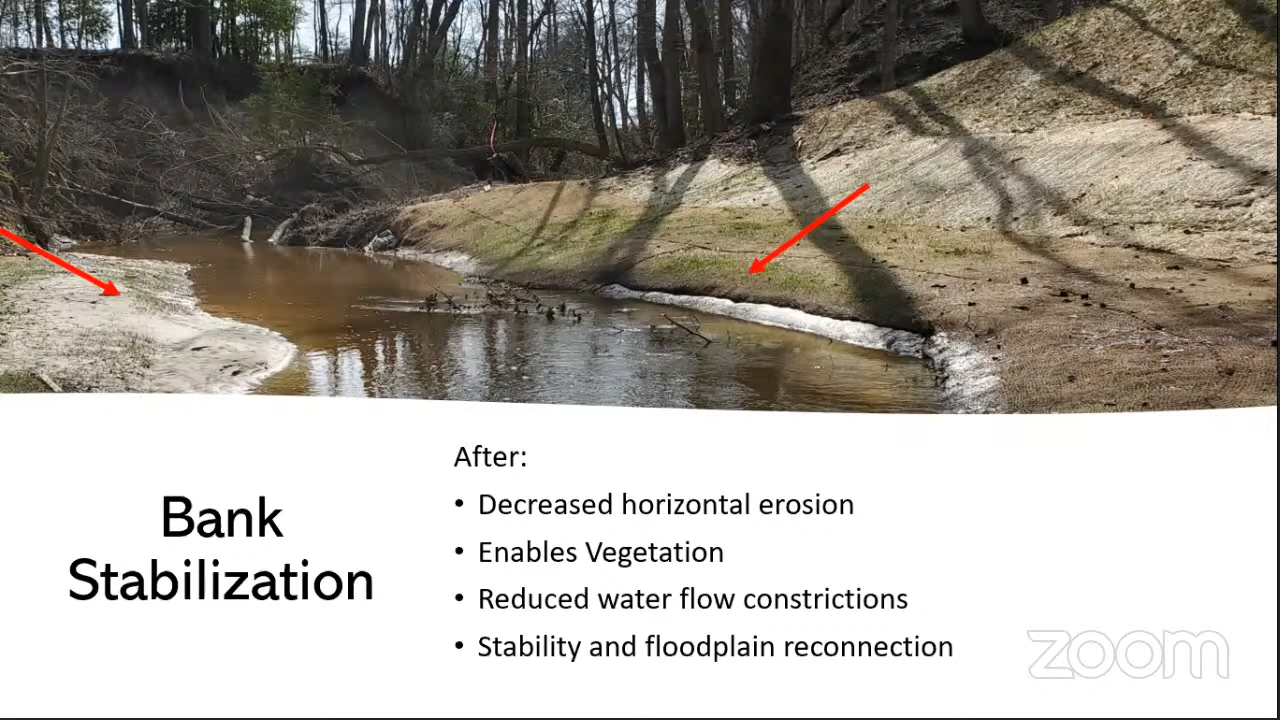 Bank
Stabilization
After:
• Decreased horizontal erosion
• Enables Vegetation
• Reduced water flow constrictions
• Stability and floodplain reconnection
zoom